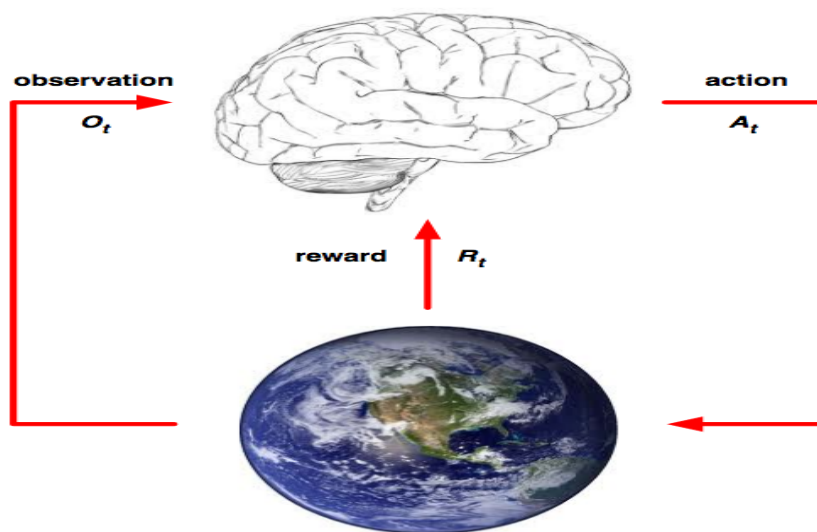 observation
O_t
action
A_t
reward R_t